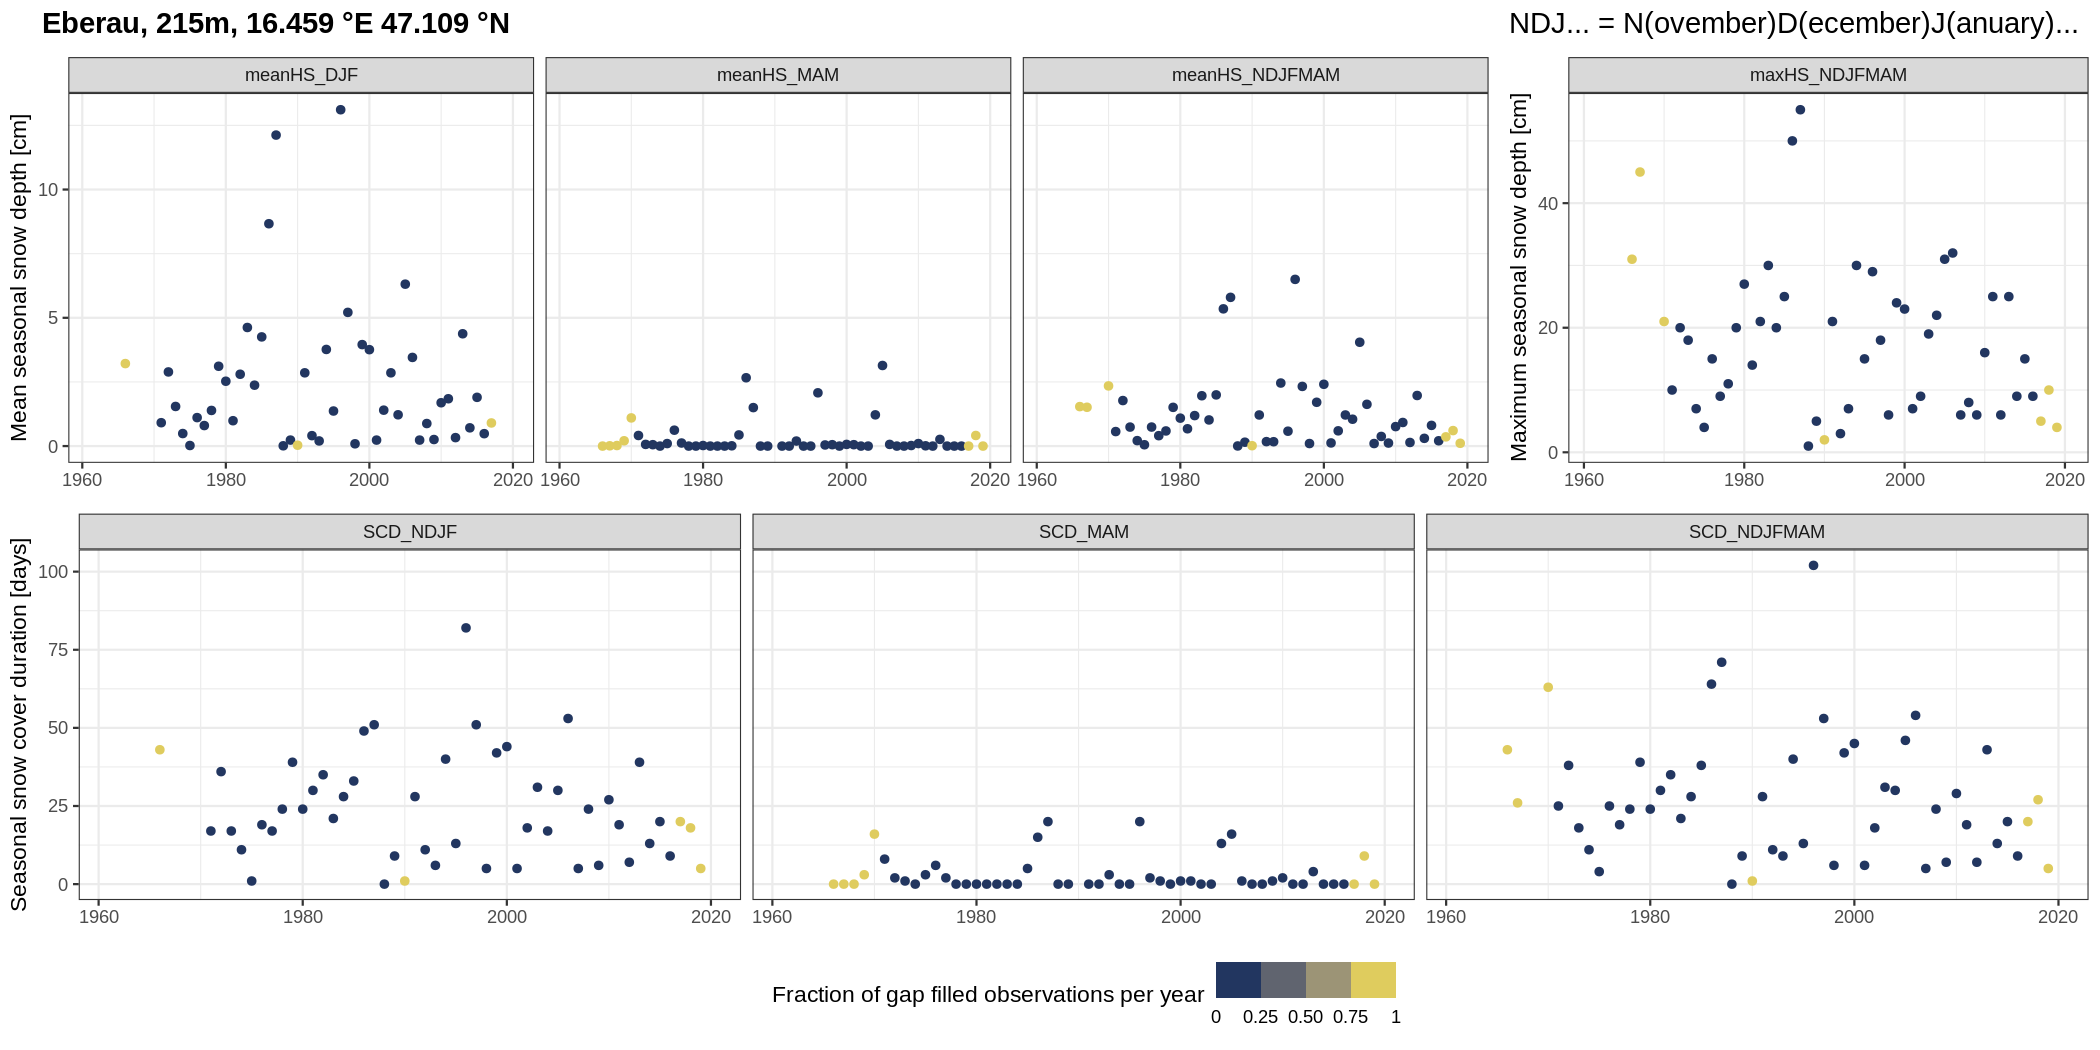 Eberau, 215m, 16.459 °E 47.109 °N
NDJ... = N(ovember)D(ecember)J(anuary)...
meanHS_DJF
meanHS_MAM
meanHS_NDJFMAM
maxHS_NDJFMAM
Mean seasonal snow depth [cm]
10
5
0
1960 1980 2000 2020
1960 1980 2000 2020
1960 1980 2000 2020
Maximum seasonal snow depth [cm]
40
20
0
1960 1980 2000 2020
SCD_NDJF
SCD_MAM
SCD_NDJFMAM
Seasonal snow cover duration [days]
100
75
50
25
0
1960 1980 2000 2020
1960 1980 2000 2020
1960 1980 2000 2020
Fraction of gap filled observations per year
0 0.25 0.50 0.75 1